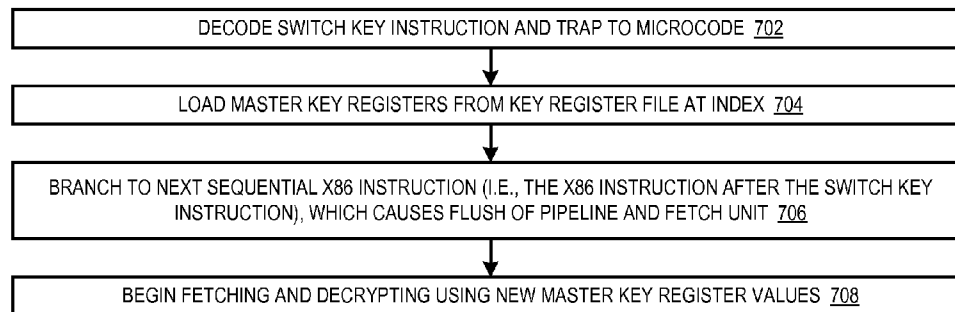 DECODE SWITCH KEY INSTRUCTION AND TRAP TO MICROCODE 702
LOAD MASTER KEY REGISTERS FROM KEY REGISTER FILE AT INDEX 704
BRANCH TO NEXT SEQUENTIAL X86 INSTRUCTION (I.E., THE X86 INSTRUCTION AFTER THE SWITCH KEY
INSTRUCTION), WHICH CAUSES FLUSH OF PIPELINE AND FETCH UNIT 706
BEGIN FETCHING AND DECRYPTING USING NEW MASTER KEY REGISTER VALUES 708